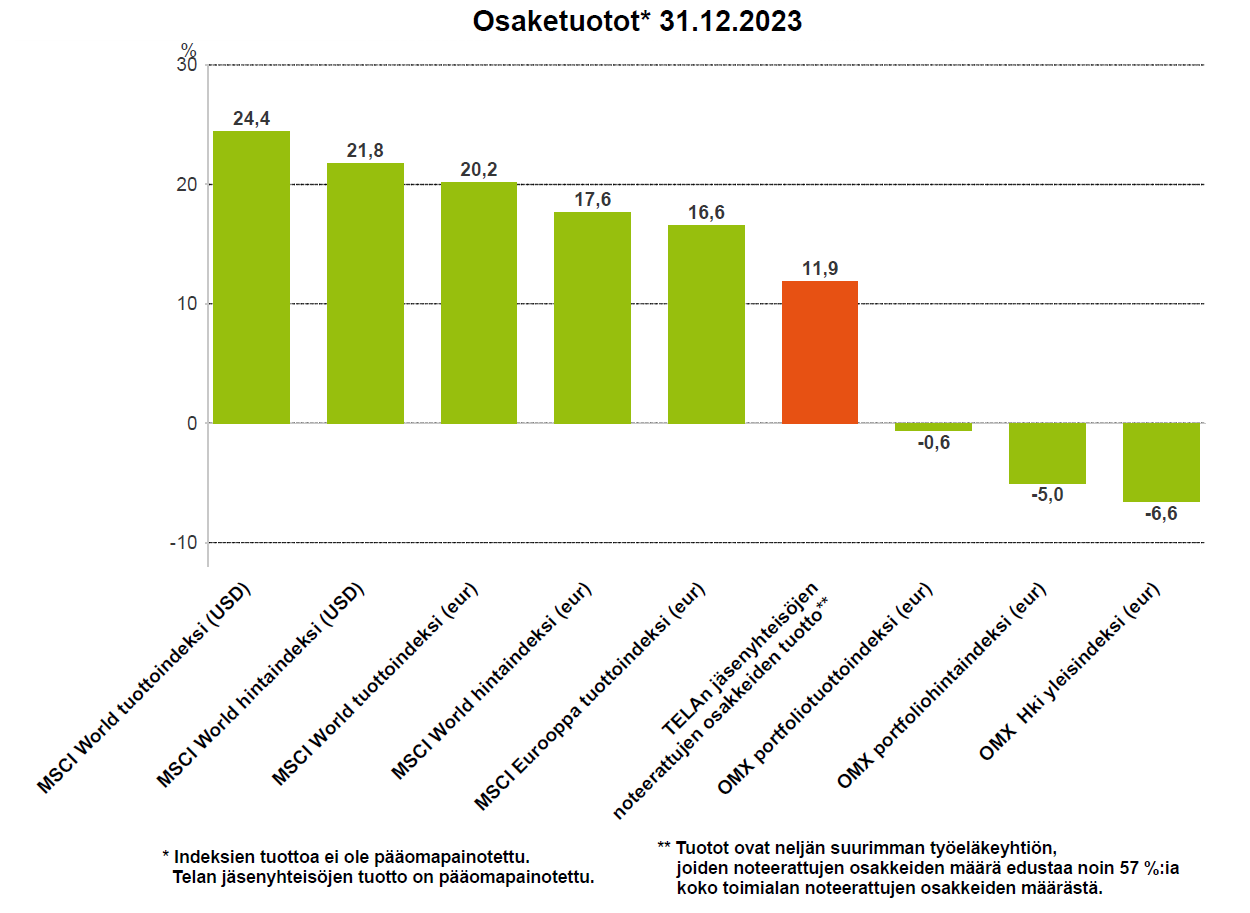 Osaketuotot* 31.12.2023
%
30
20
10
0
-10
24,4
21,8
20,2
17,6
16,6
11,9
-0,6
-5,0
-6,6
MSCI World tuottoindeksi (USD)
MSCI World hintaindeksi (USD)
MSCI World tuottoindeksi (eur)
MSCI World hintaindeksi (eur)
MSCI Eurooppa tuottoindeksi (eur)
TELAn jäsenyhteisöjen
noteerattujen osakkeiden tuotto**
OMX portfoliotuottoindeksi (eur)
OMX portfoliohintaindeksi (eur)
OMX Hki yleisindeksi (eur)
* Indeksien tuottoa ei ole pääomapainotettu.
Telan jäsenyhteisöjen tuotto on pääomapainotettu.
** Tuotot ovat neljän suurimman työeläkeyhtiön,
joiden noteerattujen osakkeiden määrä edustaa noin 57 %:ia
koko toimialan noteerattujen osakkeiden määrästä.